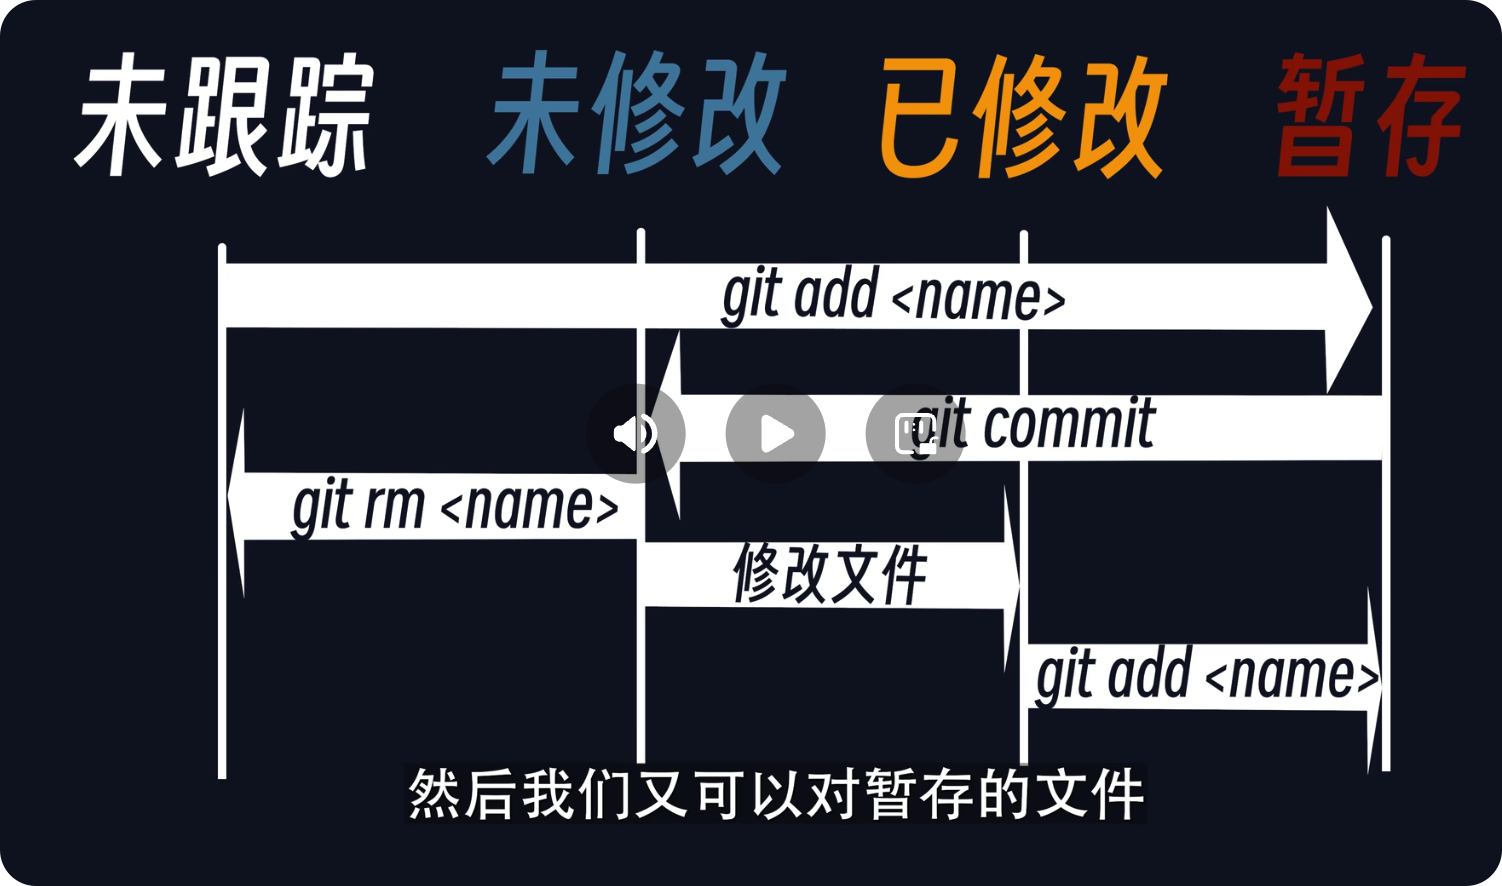 未跟踪 未修改 已修改 暂存
git add <name>
git commit
git rm <name>
修改文件
git add <name>
然后我们又可以对暂存的文件